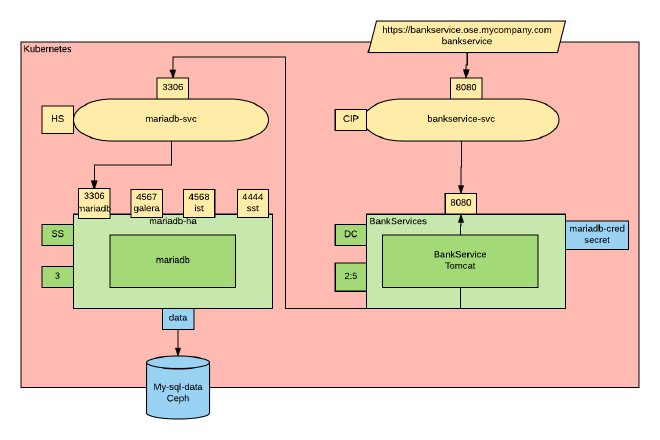 https://bankservice.ose.mycompany.com
bankservice
Kubernetes
3306
8080
HS
mariadb-svc
CIP
bankservice-svc
3306
mariadb
4567
galera
4568
ist
4444
sst
8080
mariadb-ha
BankServices
SS
DC
mariadb-cred
secret
mariadb
BankService
Tomcat
3
2:5
data
My-sql-data
Ceph